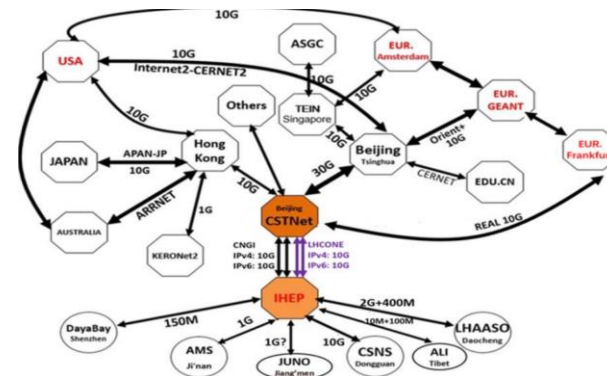 10G
USA
10G
Internet2-CERNET2
ASGC
EUR.
Amsterdam
10G
10G
EUR.
GEANT
TEIN
Singapore
Others
10G
10G
Hong
Kong
Beijing
Tsinghua
Orient+
10G
EUR.
Frankfurt
JAPAN
APAN-JP
10G
10G
30G
CERNET
EDU.CN
ARRNET
1G
AUSTRALIA
KERONet2
Beijing
CSTNet
REAL 10G
CNGI
IPv4: 10G
IPv6: 10G
LHCONE
IPv4: 10G
IPv6: 10G
IHEP
2G+400M
150M
1G
1G?
10G
10M+100M
DayaBay
Shenzhen
AMS
Ji'nan
JUNO
Jiang'men
CSNS
Dongguan
ALI
Tibet
LHAASO
Daocheng